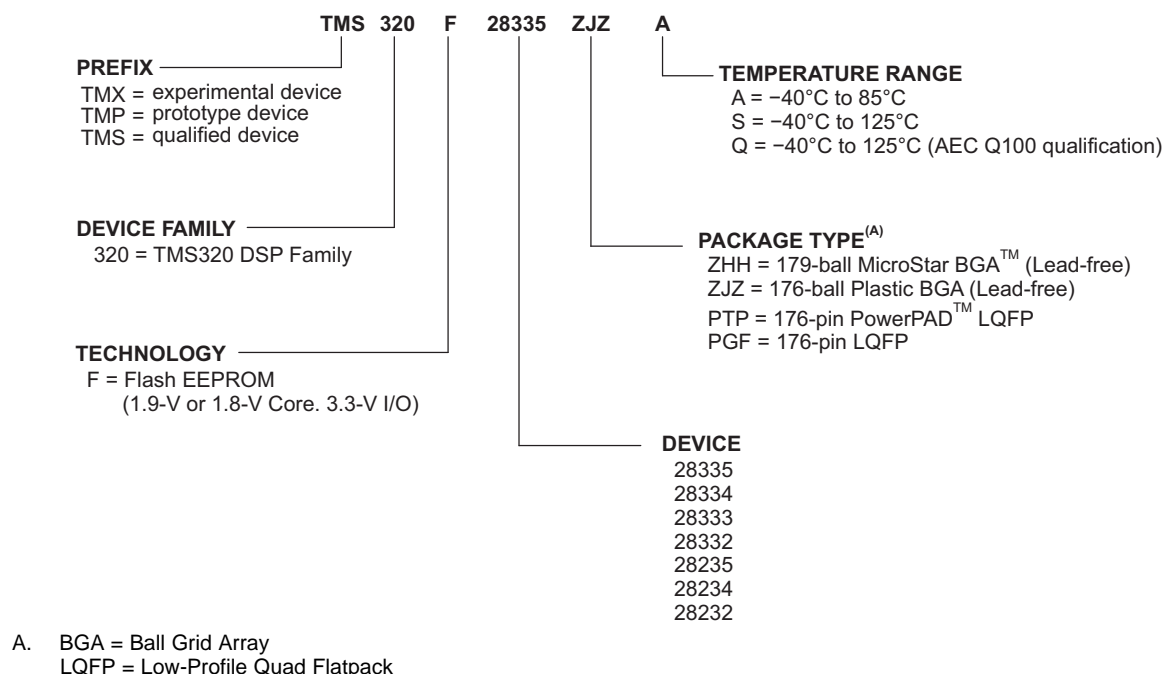 TMS 320 F 28335 ZJZ A
PREFIX
TMX = experimental device
TMP = prototype device
TMS = qualified device
TEMPERATURE RANGE
A = −40°C to 85°C
S = −40°C to 125°C
Q = −40°C to 125°C (AEC Q100 qualification)
DEVICE FAMILY
320 = TMS320 DSP Family
PACKAGE TYPE(A)
ZHH = 179-ball MicroStar BGA™ (Lead-free)
ZJZ = 176-ball Plastic BGA (Lead-free)
PTP = 176-pin PowerPAD™ LQFP
PGF = 176-pin LQFP
TECHNOLOGY
F = Flash EEPROM
(1.9-V or 1.8-V Core. 3.3-V I/O)
DEVICE
28335
28334
28333
28332
28235
28234
28232
A. BGA = Ball Grid Array
LQFP = Low-Profile Quad Flatpack